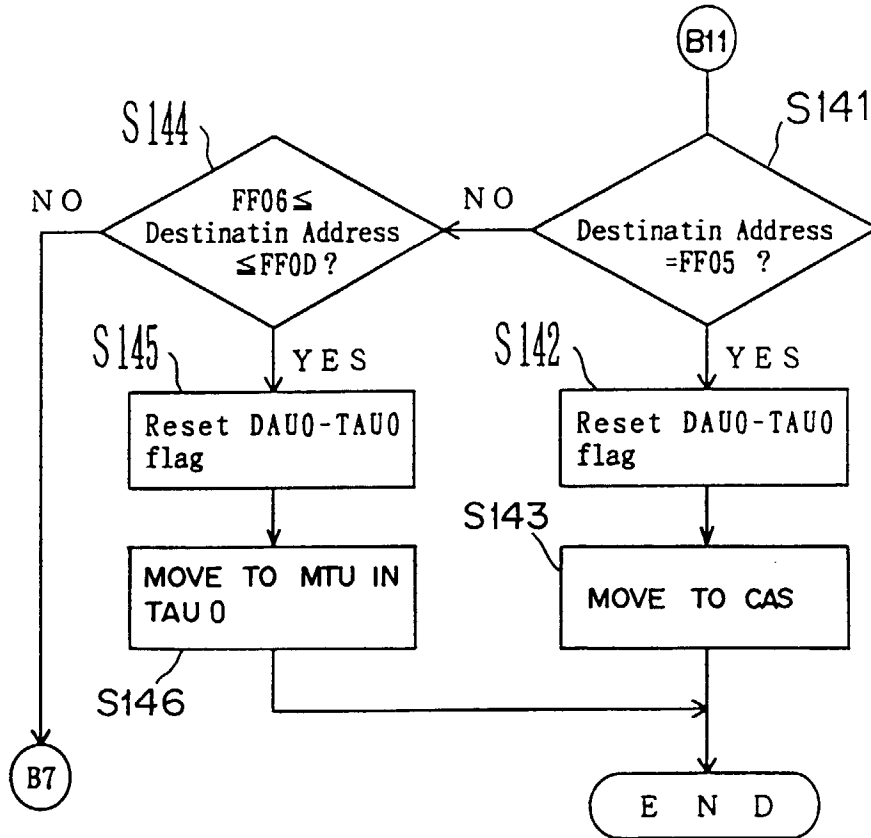 B11
S141
Destinatin Address
=FF05 ?
NO
YES
S144
FF06≦
Destinatin Address
≦FF0D?
NO
YES
S142
Reset DAU0-TAU0
flag
S143
MOVE TO CAS
S145
Reset DAU0-TAU0
flag
MOVE TO MTU IN
TAU 0
S146
B7
E N D